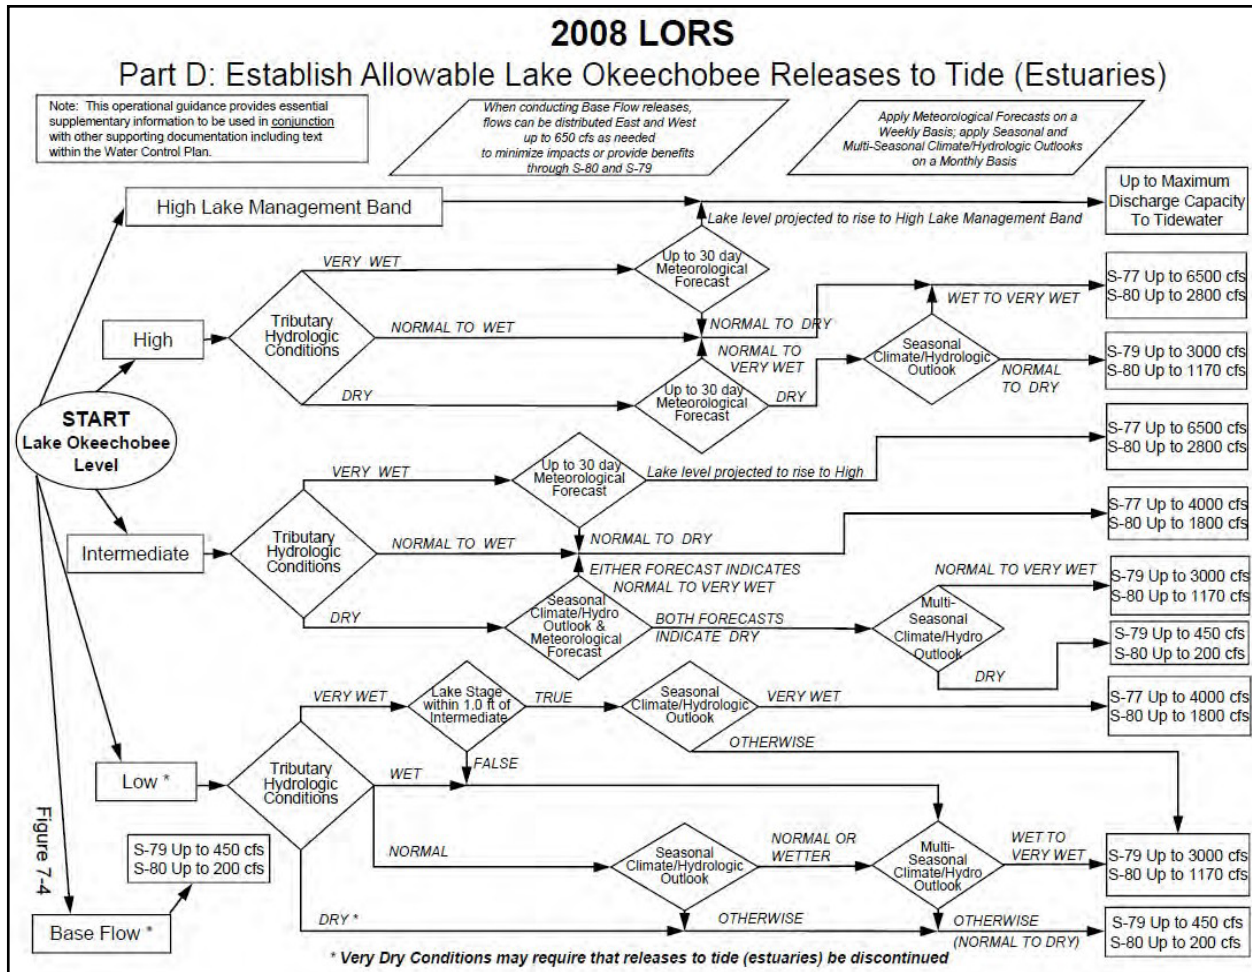 2008 LORS
Part D: Establish Allowable Lake Okeechobee Releases to Tide (Estuaries)
Note: This operational guidance provides essential
supplementary information to be used in conjunction
with other supporting documentation including text
within the Water Control Plan.
When conducting Base Flow releases,
flows can be distributed East and West
up to 650 cfs as needed
to minimize impacts or provide benefits
through S-80 and S-79
Apply Meteorological Forecasts on a
Weekly Basis; apply Seasonal and
Multi-Seasonal Climate/Hydrologic Outlooks
on a Monthly Basis
High Lake Management Band
Lake level projected to rise to High Lake Management Band
Up to Maximum
Discharge Capacity
To Tidewater
VERY WET
Up to 30 day
Meteorological
Forecast
High
Tributary
Hydrologic
Conditions
NORMAL TO WET
NORMAL TO DRY
WET TO VERY WET
S-77 Up to 6500 cfs
S-80 Up to 2800 cfs
NORMAL TO
VERY WET
Seasonal
Climate/Hydrologic
Outlook
NORMAL
TO DRY
S-79 Up to 3000 cfs
S-80 Up to 1170 cfs
DRY
Up to 30 day
Meteorological
Forecast
DRY
START
Lake Okeechobee
Level
VERY WET
Up to 30 day
Meteorological
Forecast
Lake level projected to rise to High
S-77 Up to 6500 cfs
S-80 Up to 2800 cfs
Intermediate
Tributary
Hydrologic
Conditions
NORMAL TO WET
NORMAL TO DRY
S-77 Up to 4000 cfs
S-80 Up to 1800 cfs
EITHER FORECAST INDICATES
NORMAL TO VERY WET
DRY
Seasonal
Climate/Hydro
Outlook &
Meteorological
Forecast
BOTH FORECASTS
INDICATE DRY
Multi-
Seasonal
Climate/Hydro
Outlook
NORMAL TO VERY WET
S-79 Up to 3000 cfs
S-80 Up to 1170 cfs
DRY
S-79 Up to 450 cfs
S-80 Up to 200 cfs
VERY WET
Lake Stage
within 1.0 ft of
Intermediate
TRUE
Seasonal
Climate/Hydrologic
Outlook
VERY WET
S-77 Up to 4000 cfs
S-80 Up to 1800 cfs
OTHERWISE
FALSE
Low *
Tributary
Hydrologic
Conditions
WET
NORMAL
Seasonal
Climate/Hydrologic
Outlook
NORMAL OR
WETTER
Multi-
Seasonal
Climate/Hydro
Outlook
WET TO
VERY WET
S-79 Up to 3000 cfs
S-80 Up to 1170 cfs
Figure 7-4
S-79 Up to 450 cfs
S-80 Up to 200 cfs
Base Flow *
DRY *
OTHERWISE
OTHERWISE
(NORMAL TO DRY)
S-79 Up to 450 cfs
S-80 Up to 200 cfs
* Very Dry Conditions may require that releases to tide (estuaries) be discontinued